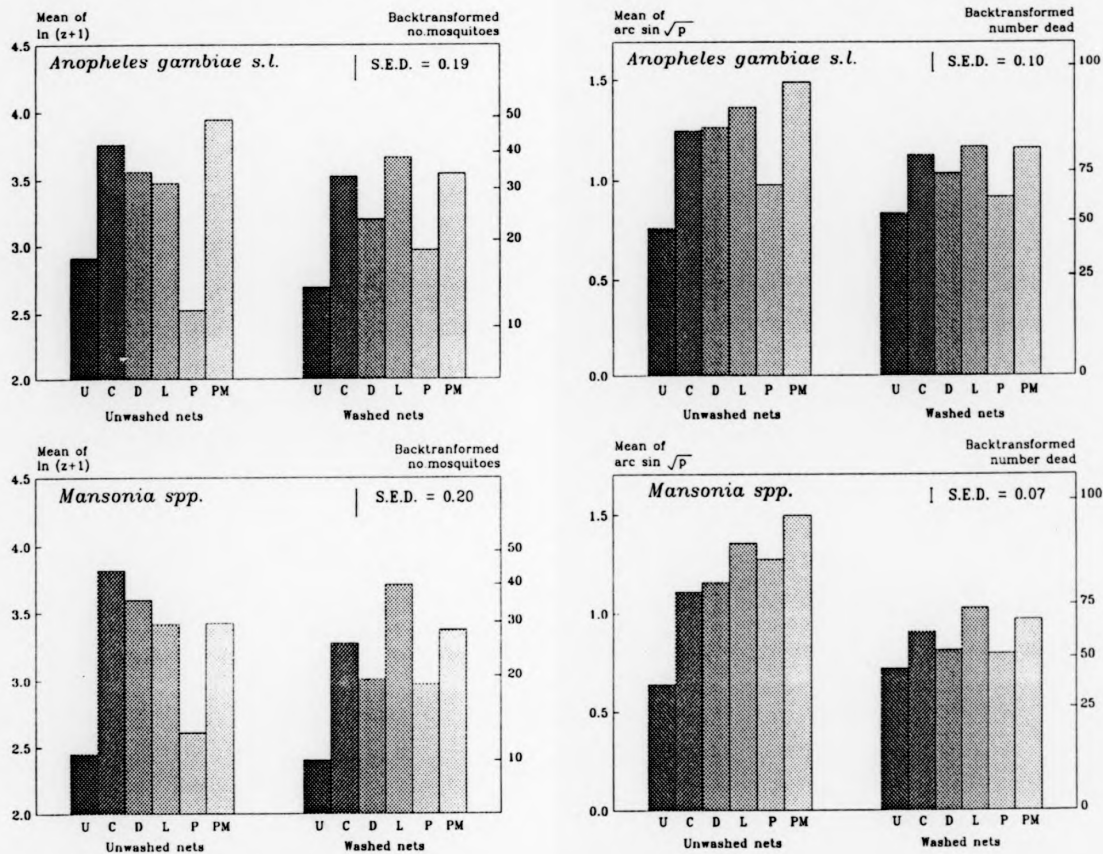 Mean of
ln (z+1)
Backtransformed
no.mosquitoes
Anopheles gambiae s.l.
S.E.D. = 0.19
4.5
4.0
3.5
3.0
2.5
2.0
50
40
30
20
10
U C D L P PM
U C D L P PM
Unwashed nets
Washed nets
Mean of
arc sin √p
Backtransformed
number dead
Anopheles gambiae s.l.
S.E.D. = 0.10
1.5
1.0
0.5
0.0
100
75
50
25
0
U C D L P PM
U C D L P PM
Unwashed nets
Washed nets
Mean of
ln (z+1)
Backtranformed
no.mosquitoes
Mansonia spp.
S.E.D. = 0.20
4.5
4.0
3.5
3.0
2.5
2.0
50
40
30
20
10
U C D L P PM
U C D L P PM
Unwashed nets
Washed nets
Mean of
arc sin √p
Backtransformed
number dead
Mansonia spp.
S.E.D. = 0.07
1.5
1.0
0.5
0.0
100
75
50
25
0
U C D L P PM
U C D L P PM
Unwashed nets
Washed nets